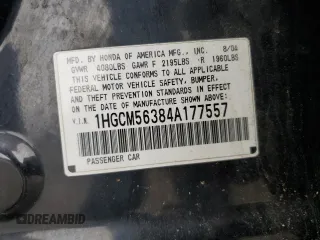 MFD. BY HONDA OF AMERICA MFG., INC. 8/04
GVWR 4080LBS GAWR F 2195LBS R 1960LBS
THIS VEHICLE CONFORMS TO ALL APPLICABLE
FEDERAL MOTOR VEHICLE SAFETY, BUMPER,
AND THEFT PREVENTION STANDARDS IN EFFECT
ON THE DATE OF MANUFACTURE SHOWN ABOVE.
V.I.N. 1HGCM56384A177557
PASSENGER CAR
DREAMBID